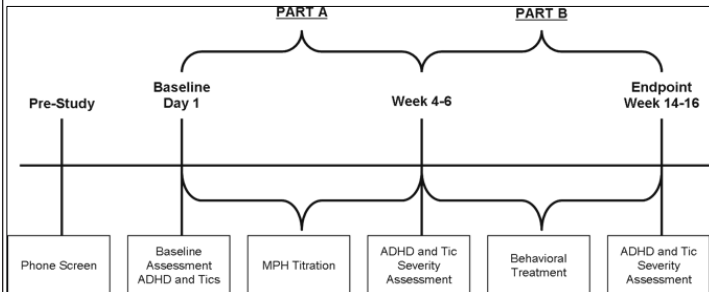 PART A
PART B
Pre-Study
Baseline
Day 1
Week 4-6
Endpoint
Week 14-16
Phone Screen
Baseline
Assessment
ADHD and Tics
MPH Titration
ADHD and Tic
Severity
Assessment
Behavioral
Treatment
ADHD and Tic
Severity
Assessment